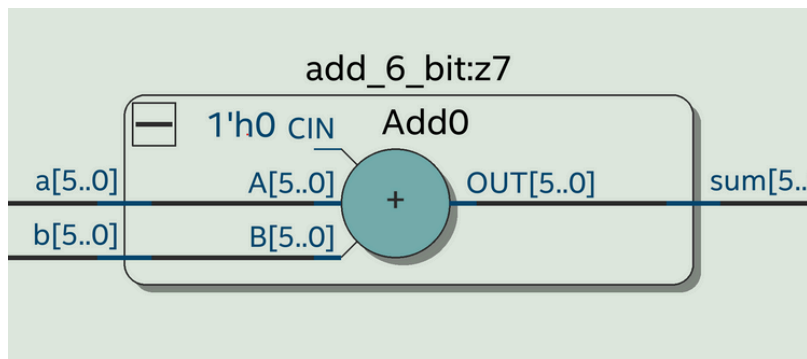 add_6_bit:z7
1'h0 CIN Add0
a[5..0] A[5..0] + OUT[5..0] sum[5..
b[5..0] B[5..0]